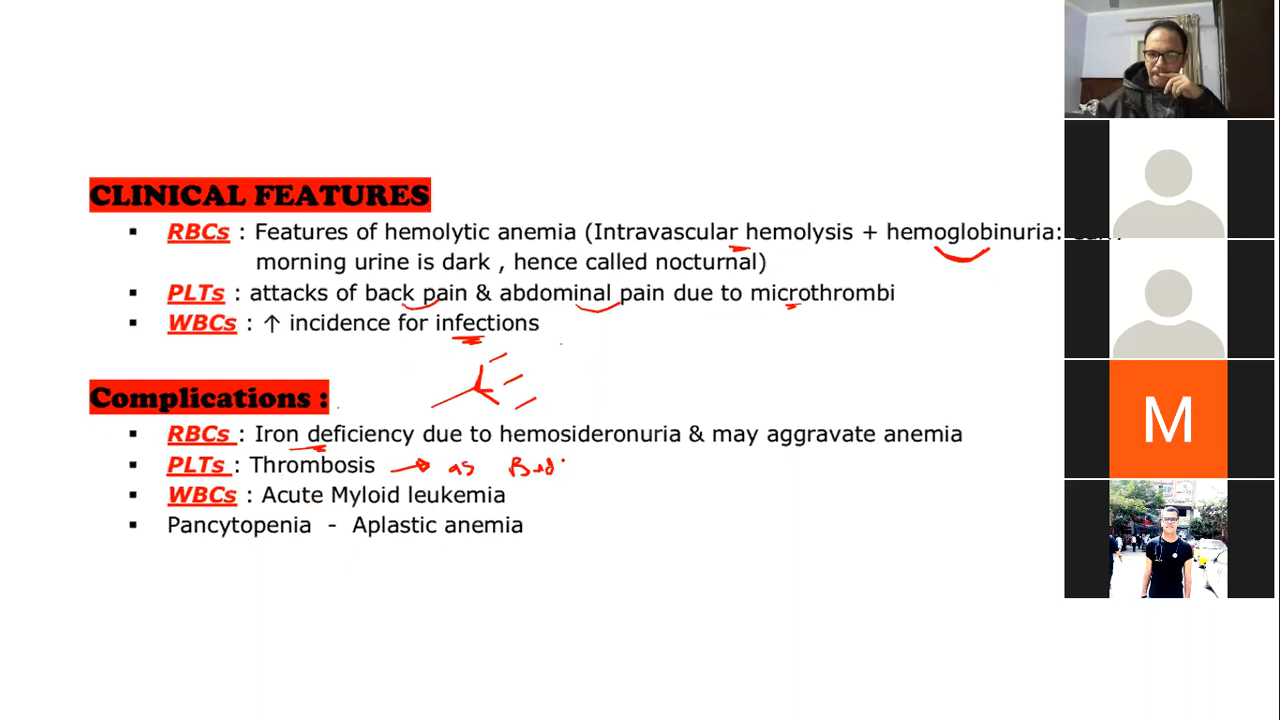 CLINICAL FEATURES
▪ RBCs : Features of hemolytic anemia (Intravascular hemolysis + hemoglobinuria:
morning urine is dark , hence called nocturnal)
▪ PLTs : attacks of back pain & abdominal pain due to microthrombi
▪ WBCs : ↑ incidence for infections
Complications :
▪ RBCs : Iron deficiency due to hemosideronuria & may aggravate anemia
▪ PLTs : Thrombosis → as
▪ WBCs : Acute Myloid leukemia
▪ Pancytopenia - Aplastic anemia
M